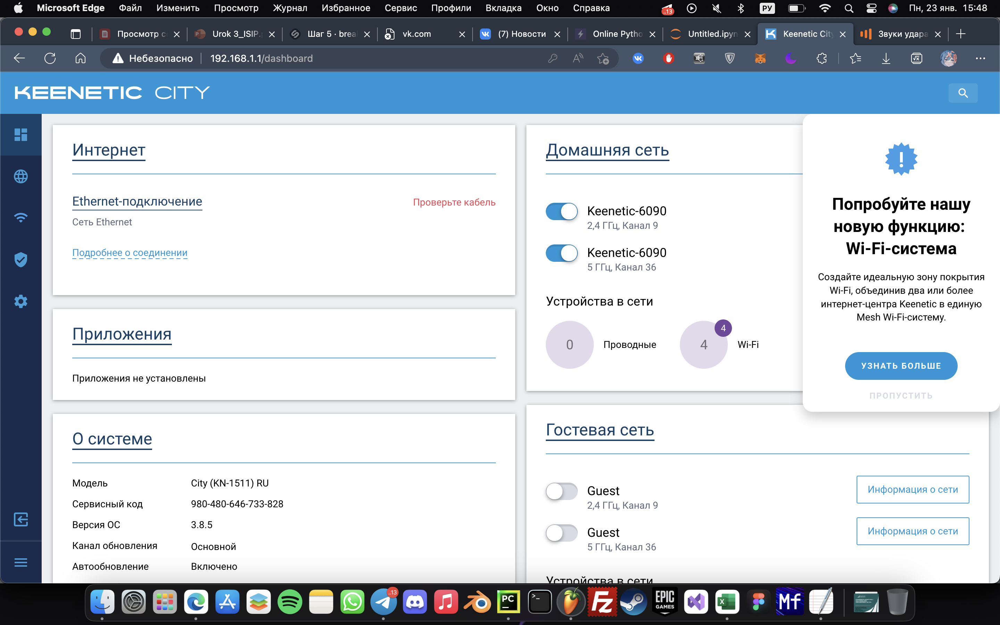 Microsoft Edge Файл Изменить Просмотр Журнал Избранное Сервис Профили Вкладка Окно Справка ..13 РУ Пн, 23 янв. 15:48
Просмотр Urok 3_ISIP. Шаг 5 · break vk.com (7) Новости Online Pytho Untitled.ipyn Keenetic City Звуки удара
Небезопасно 192.168.1.1/dashboard
KEENETIC CITY
Интернет
Ethernet-подключение Проверьте кабель
Сеть Ethernet
Подробнее о соединении
Приложения
Приложения не установлены
О системе
Модель City (KN-1511) RU
Сервисный код 980-480-646-733-828
Версия ОС 3.8.5
Канал обновления Основной
Автообновление Включено
Домашняя сеть
Keenetic-6090
2,4 ГГц, Канал 9
Keenetic-6090
5 ГГц, Канал 36
Устройства в сети
0 Проводные 4 4 Wi-Fi
Гостевая сеть
Guest Информация о сети
2,4 ГГц, Канал 9
Guest Информация о сети
5 ГГц, Канал 36
Устройства в сети
Попробуйте нашу
новую функцию:
Wi-Fi-система
Создайте идеальную зону покрытия
Wi-Fi, объединив два или более
интернет-центра Keenetic в единую
Mesh Wi-Fi-систему.
УЗНАТЬ БОЛЬШЕ
ПРОПУСТИТЬ
..13 PC Fz EPIC GAMES X Mf